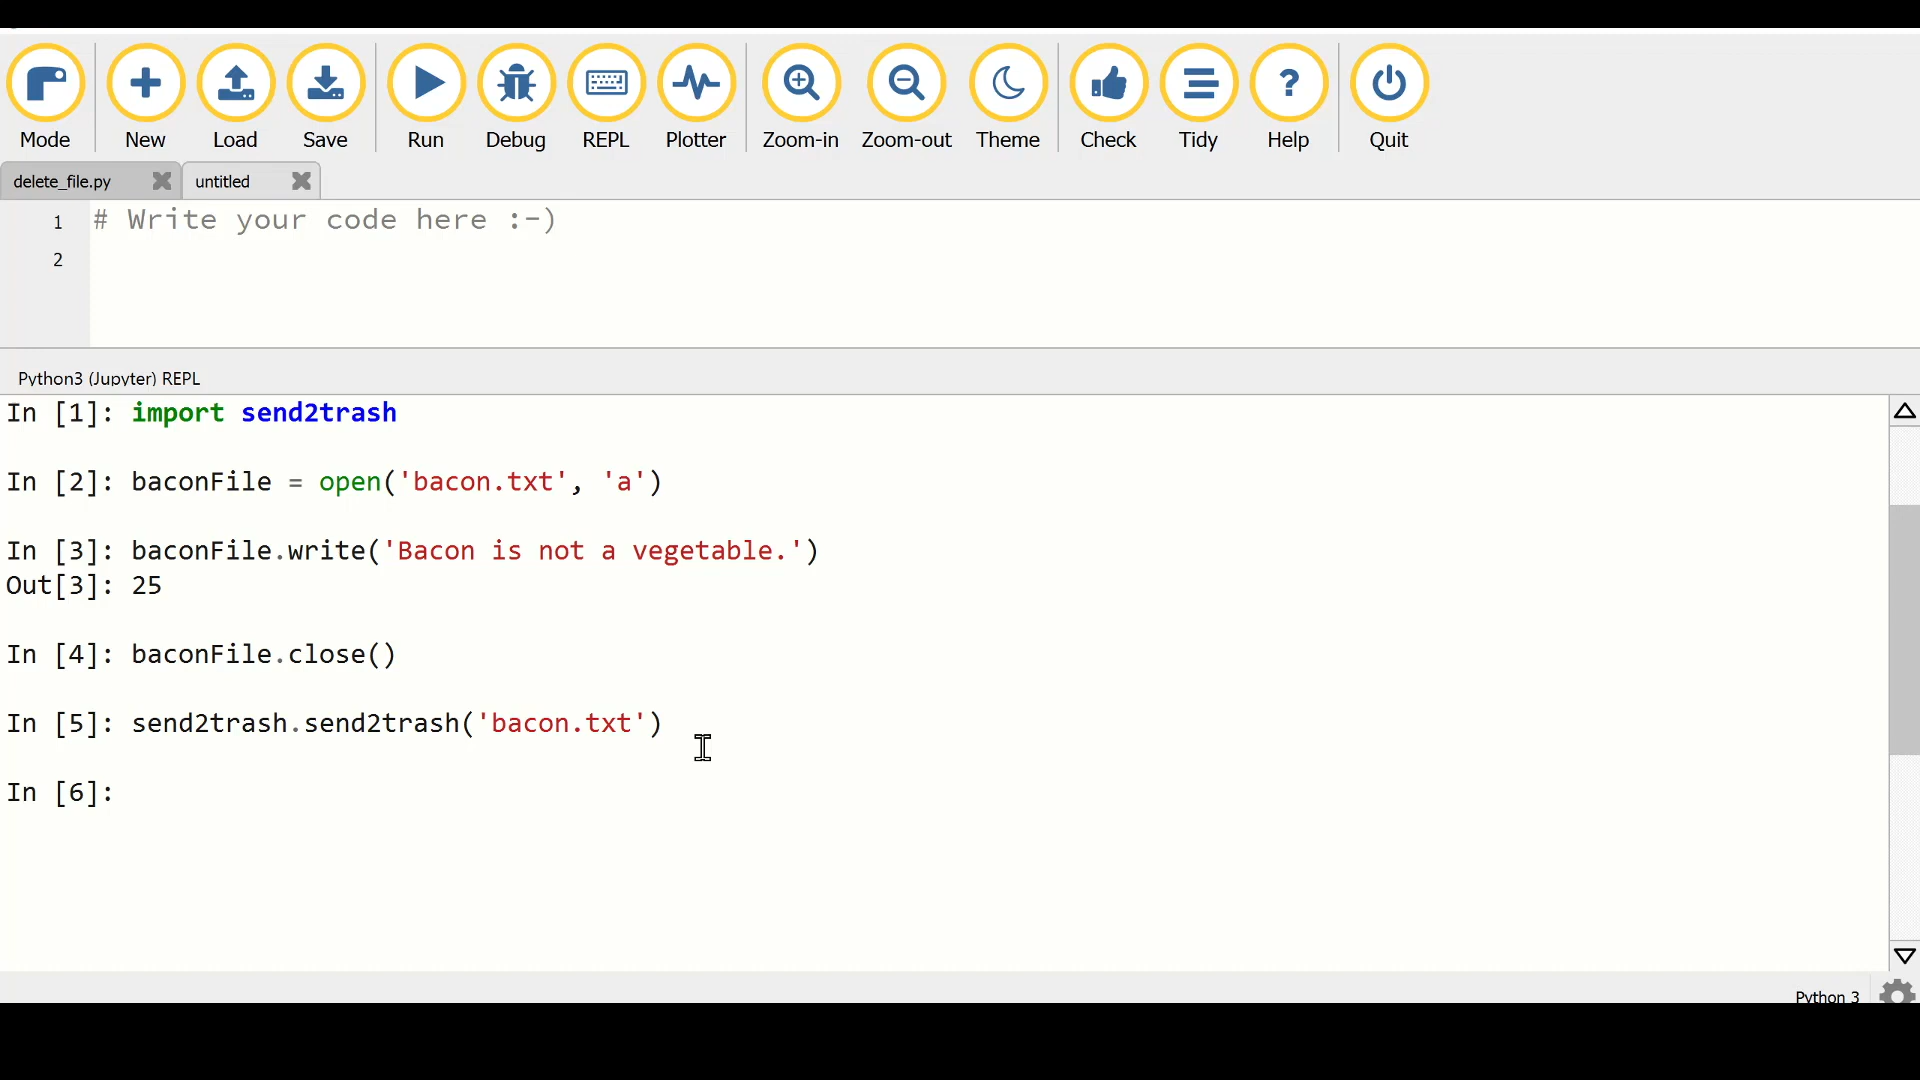 Mode New Load Save Run Debug REPL Plotter Zoom-in Zoom-out Theme Check Tidy Help Quit
delete_file.py untitled
1 # Write your code here :-)
2
Python3 (Jupyter) REPL
In [1]: import send2trash
In [2]: baconFile = open('bacon.txt', 'a')
In [3]: baconFile.write('Bacon is not a vegetable.')
Out[3]: 25
In [4]: baconFile.close()
In [5]: send2trash.send2trash('bacon.txt')
In [6]:
Python 3